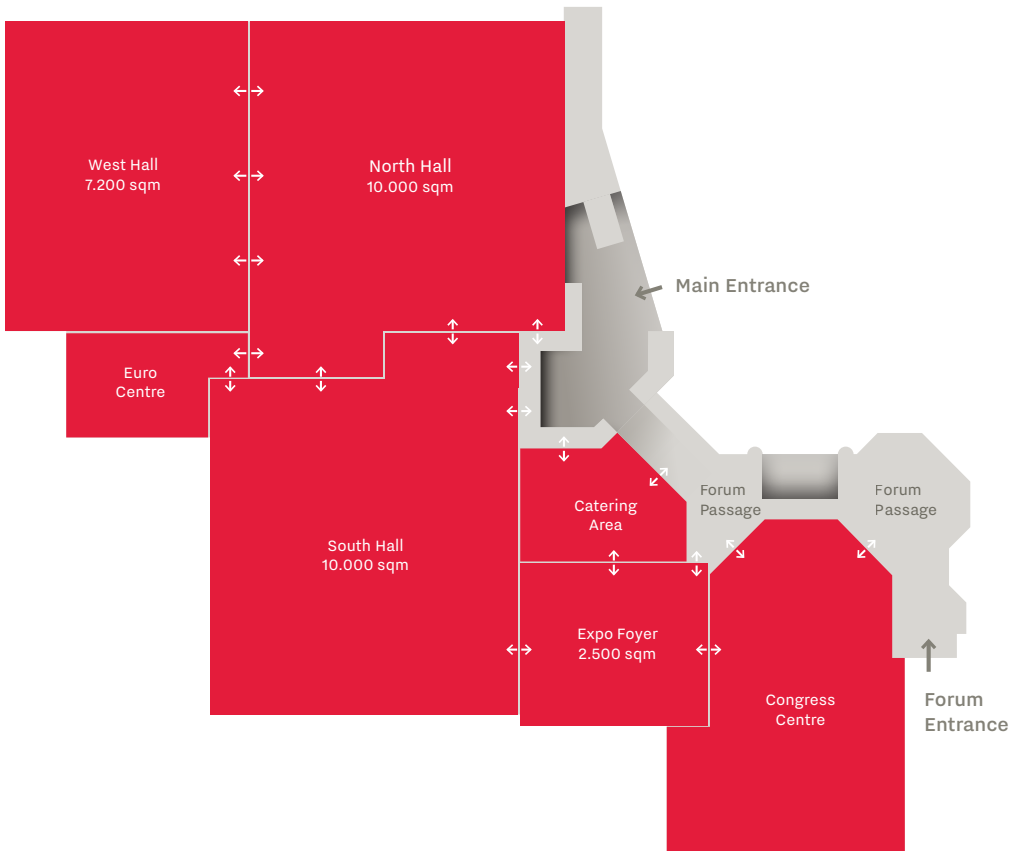 West Hall
7.200 sqm
North Hall
10.000 sqm
Main Entrance
Euro
Centre
Forum
Passage
Forum
Passage
Catering
Area
South Hall
10.000 sqm
Expo Foyer
2.500 sqm
Congress
Centre
Forum
Entrance